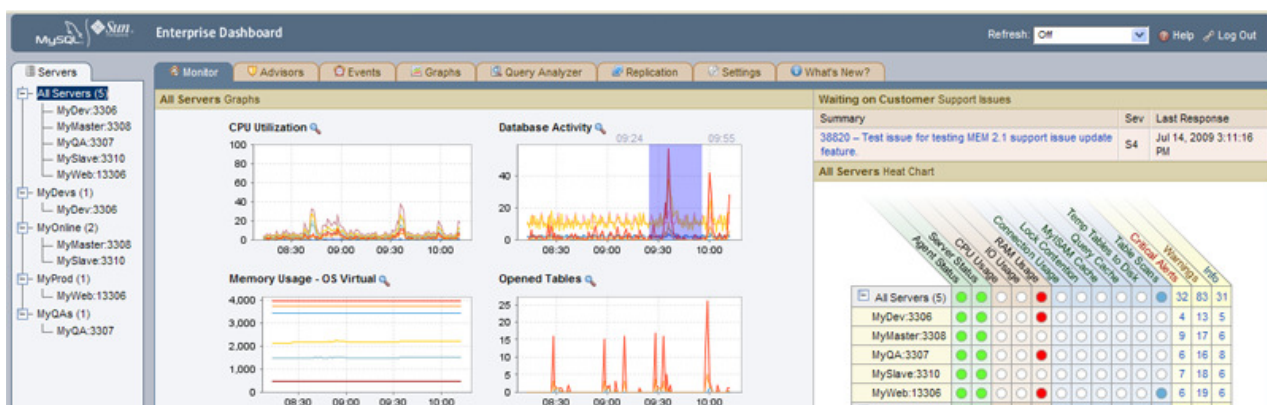 MySQL Sun Enterprise Dashboard Refresh: Off Help Log Out
Servers
Monitor Advisors Events Graphs Query Analyzer Replication Settings What's New?
All Servers (5)
MyDev:3306
MyMaster:3308
MyQA:3307
MySlave:3310
MyWeb:13306
MyDevs (1)
MyDev:3306
MyOnline (2)
MyMaster:3308
MySlave:3310
MyProd (1)
MyWeb:13306
MyQAs (1)
MyQA:3307
All Servers Graphs
CPU Utilization
100
80
60
40
20
0
08:30 09:00 09:30 10:00
Database Activity
09:24 09:55
40
20
0
08:30 09:00 09:30 10:00
Memory Usage - OS Virtual
4,000
3,000
2,000
1,000
0
08:30 09:00 09:30 10:00
Opened Tables
25
20
15
10
5
0
08:30 09:00 09:30 10:00
Waiting on Customer Support Issues
Summary Sev Last Response
38820 – Test issue for testing MEM 2.1 support issue update feature. S4 Jul 14, 2009 3:11:16 PM
All Servers Heat Chart
Agent Status
Server Status
CPU Usage
IO Usage
RAM Usage
Connection Usage
Lock Contention
MyISAM Cache
Query Cache
Temp Tables to Disk
Table Scans
Critical Alerts
Warnings
Info
All Servers (5) 32 83 31
MyDev:3306 4 13 5
MyMaster:3308 9 17 6
MyQA:3307 6 16 8
MySlave:3310 7 18 6
MyWeb:13306 6 19 6